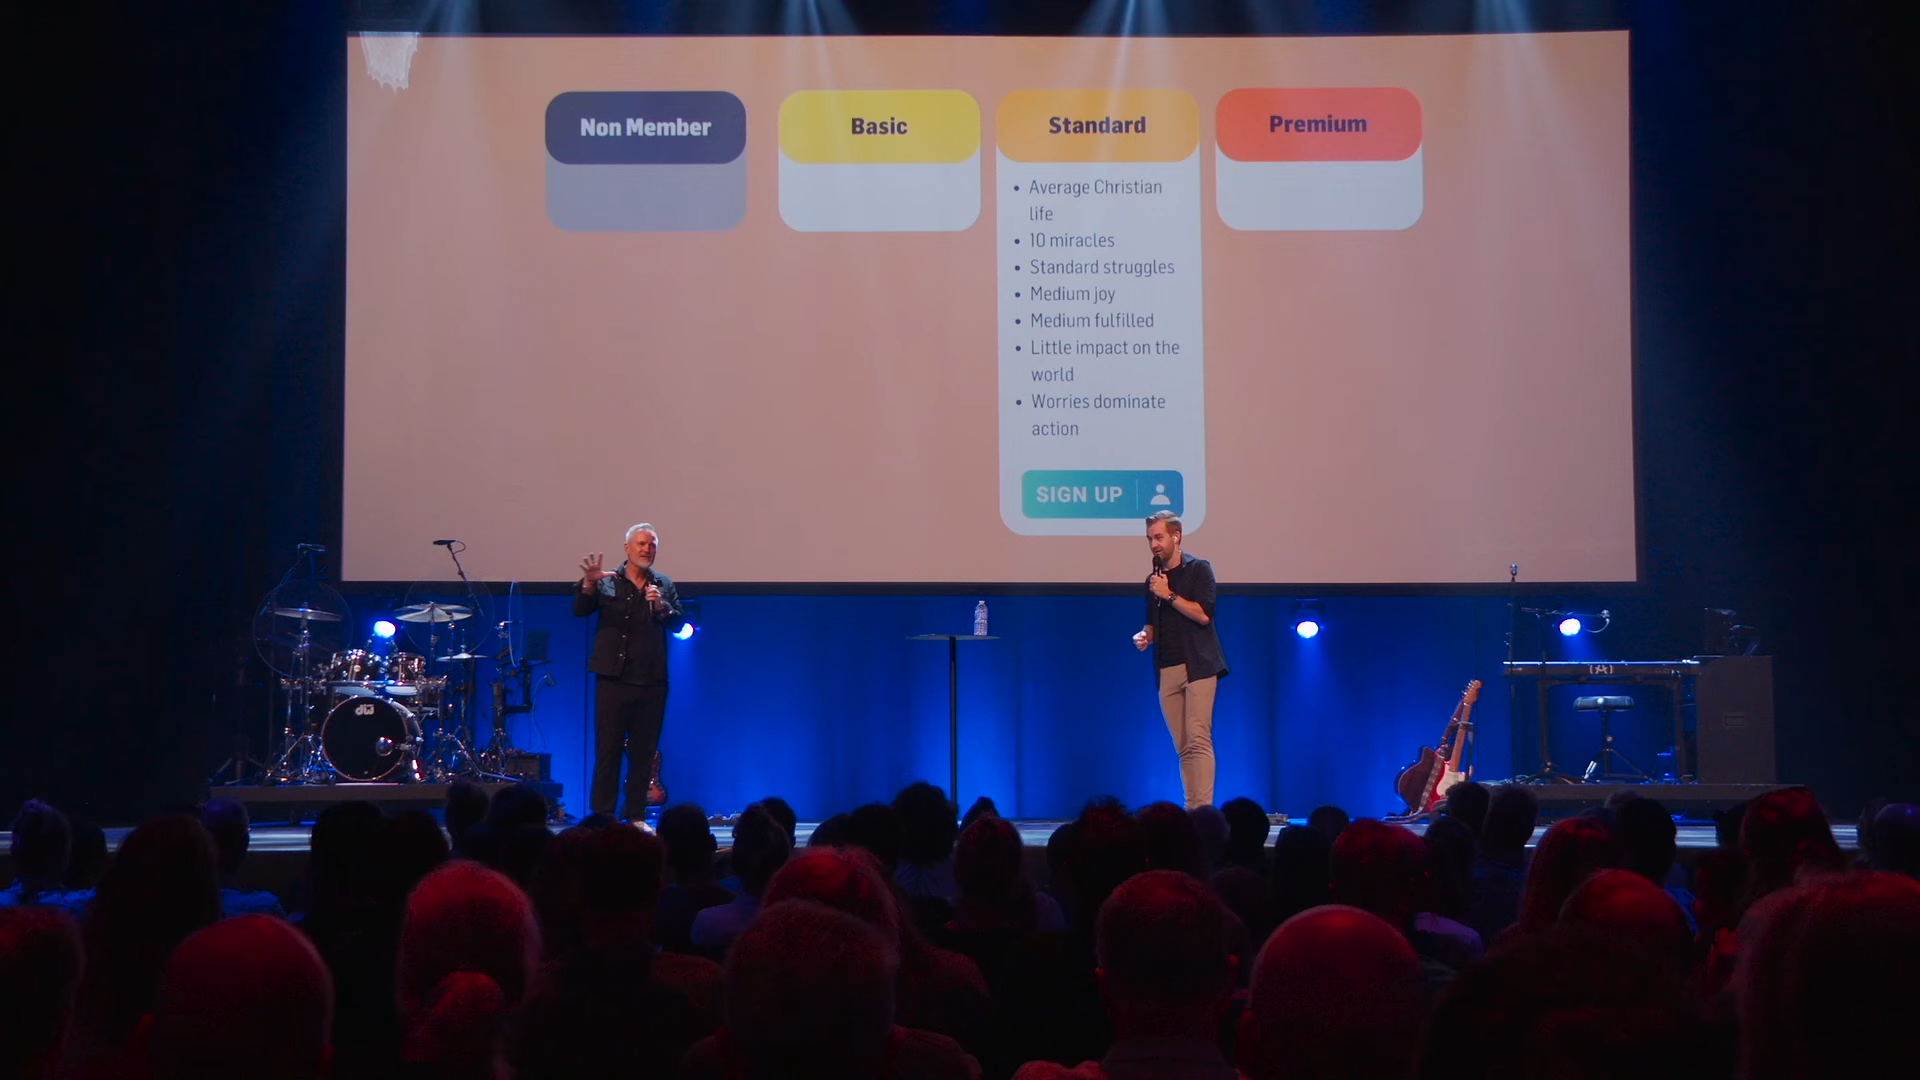 Non Member
Basic
Standard
Premium
• Average Christian
life
• 10 miracles
• Standard struggles
• Medium joy
• Medium fulfilled
• Little impact on the
world
• Worries dominate
action
SIGN UP
dw